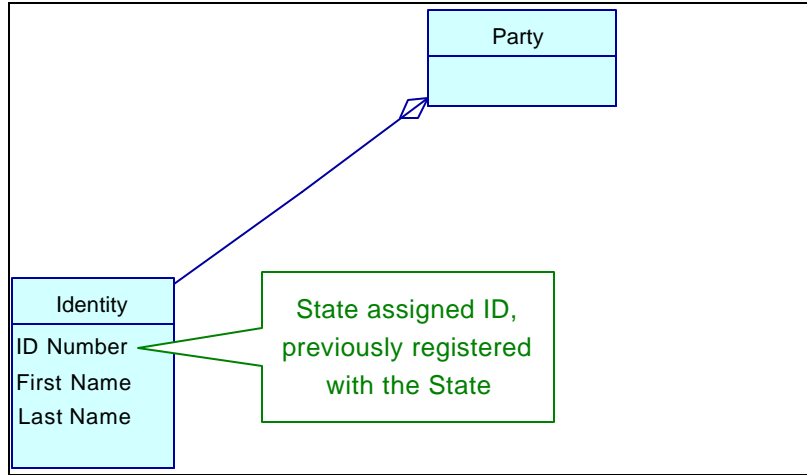 Party
Identity
ID Number
First Name
Last Name
State assigned ID,
previously registered
with the State